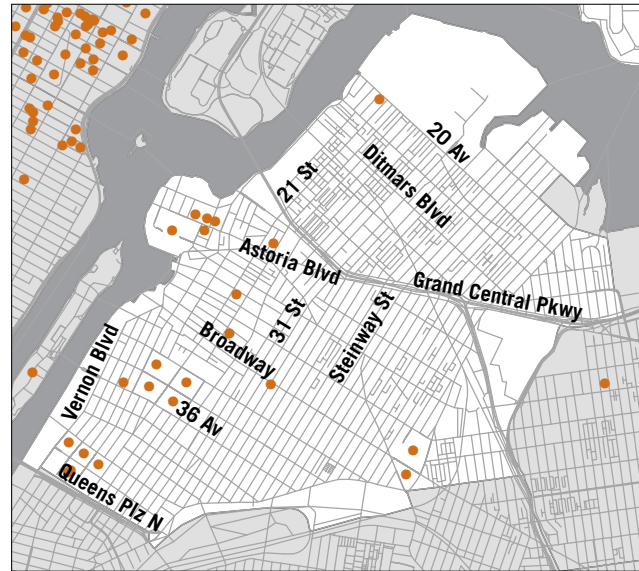 20 Av
Ditmars Blvd
21 St
Astoria Blvd
Grand Central Pkwy
31 St
Steinway St
Broadway
Vernon Blvd
36 Av
Queens Plz N